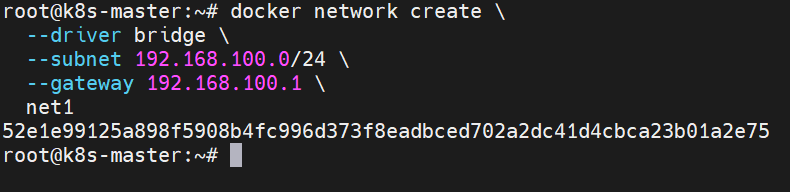 root@k8s-master:~# docker network create \
--driver bridge \
--subnet 192.168.100.0/24 \
--gateway 192.168.100.1 \
net1
52e1e99125a898f5908b4fc996d373f8eadbced702a2dc41d4cbca23b01a2e75
root@k8s-master:~#